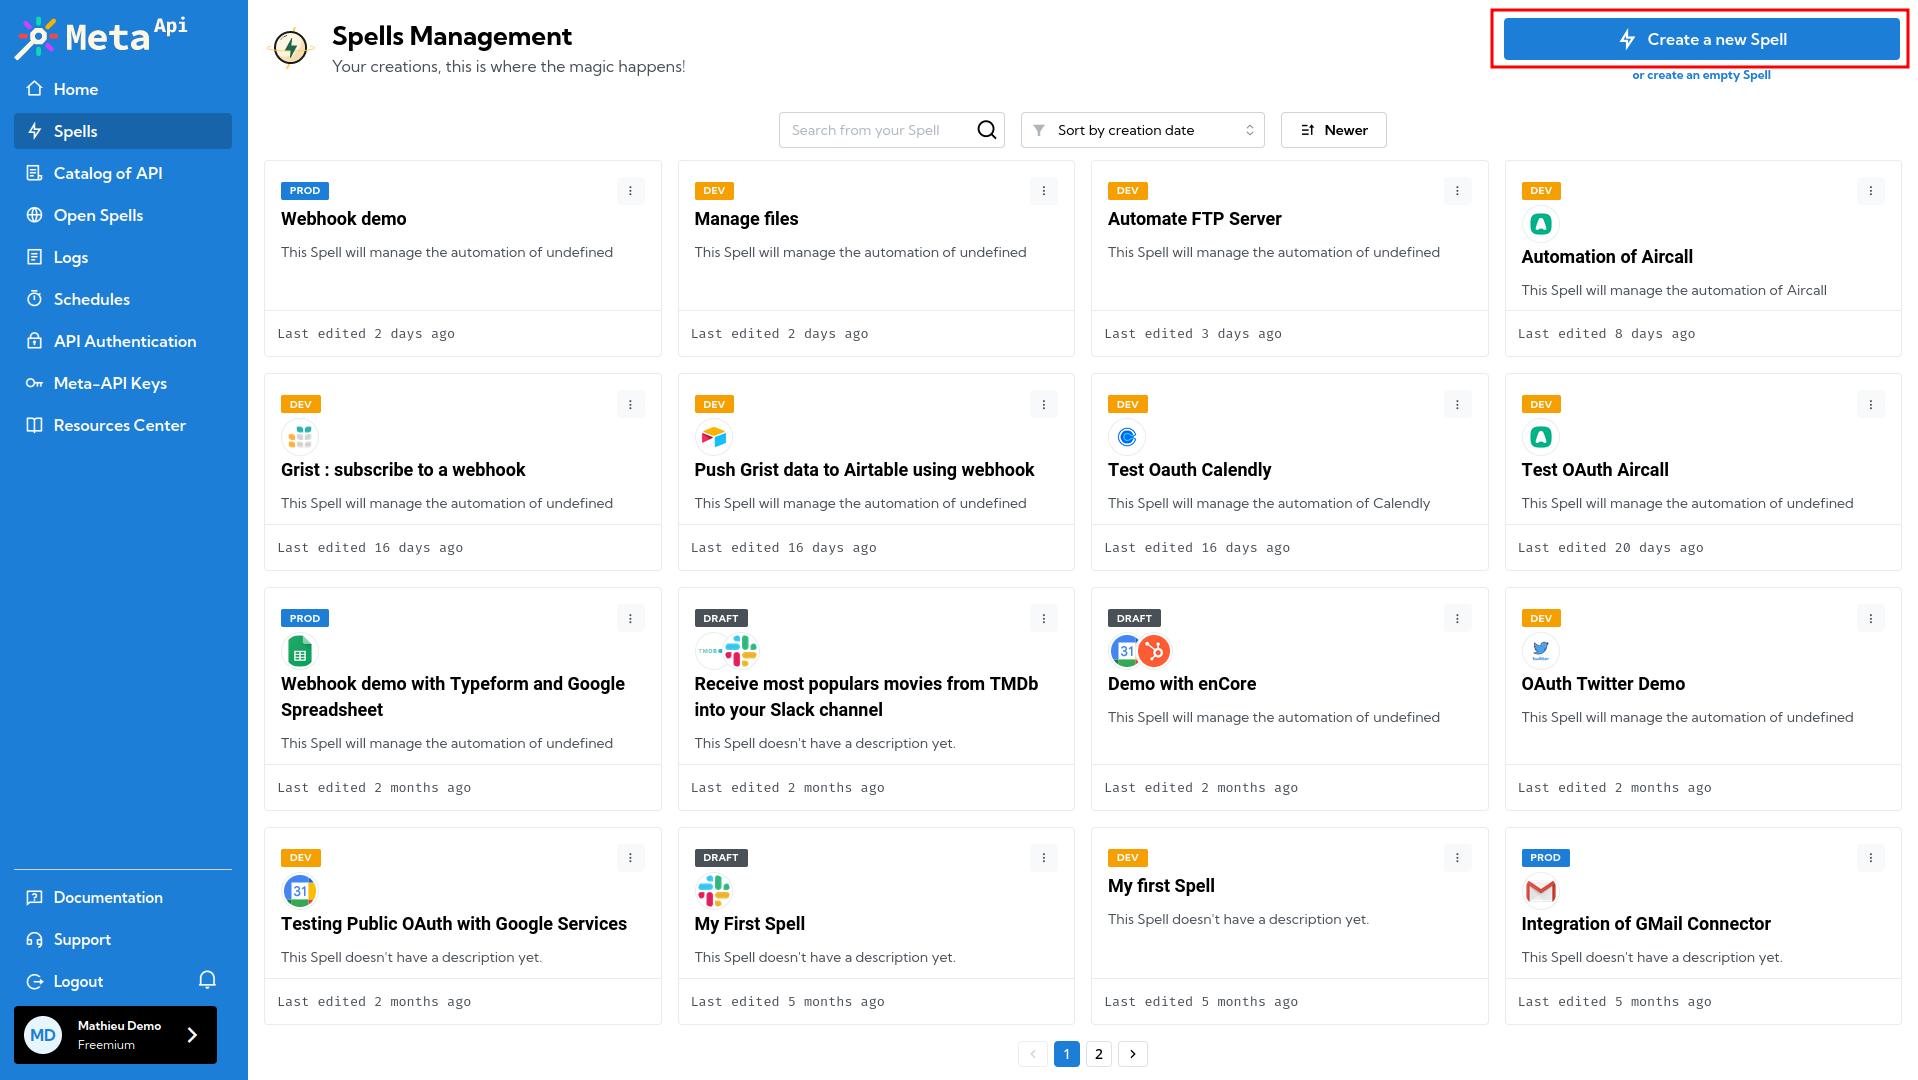 Meta Api
Home
Spells
Catalog of API
Open Spells
Logs
Schedules
API Authentication
Meta-API Keys
Resources Center
Documentation
Support
Logout
MD
Mathieu Demo
Freemium
Spells Management
Your creations, this is where the magic happens!
Create a new Spell
or create an empty Spell
Search from your Spell
Sort by creation date
Newer
PROD
Webhook demo
This Spell will manage the automation of undefined
Last edited 2 days ago
DEV
Manage files
This Spell will manage the automation of undefined
Last edited 2 days ago
DEV
Automate FTP Server
This Spell will manage the automation of undefined
Last edited 3 days ago
DEV
Automation of Aircall
This Spell will manage the automation of Aircall
Last edited 8 days ago
DEV
Grist : subscribe to a webhook
This Spell will manage the automation of undefined
Last edited 16 days ago
DEV
Push Grist data to Airtable using webhook
This Spell will manage the automation of undefined
Last edited 16 days ago
DEV
Test Oauth Calendly
This Spell will manage the automation of Calendly
Last edited 16 days ago
DEV
Test OAuth Aircall
This Spell will manage the automation of undefined
Last edited 20 days ago
PROD
Webhook demo with Typeform and Google
Spreadsheet
This Spell will manage the automation of undefined
Last edited 2 months ago
DRAFT
TMDB
Receive most populars movies from TMDb
into your Slack channel
This Spell doesn't have a description yet.
Last edited 2 months ago
DRAFT
31
Demo with enCore
This Spell will manage the automation of undefined
Last edited 2 months ago
DEV
twitter
OAuth Twitter Demo
This Spell will manage the automation of undefined
Last edited 2 months ago
DEV
31
Testing Public OAuth with Google Services
This Spell doesn't have a description yet.
Last edited 2 months ago
DRAFT
My First Spell
This Spell doesn't have a description yet.
Last edited 5 months ago
DEV
My first Spell
This Spell doesn't have a description yet.
Last edited 5 months ago
PROD
Integration of GMail Connector
This Spell doesn't have a description yet.
Last edited 5 months ago
1
2